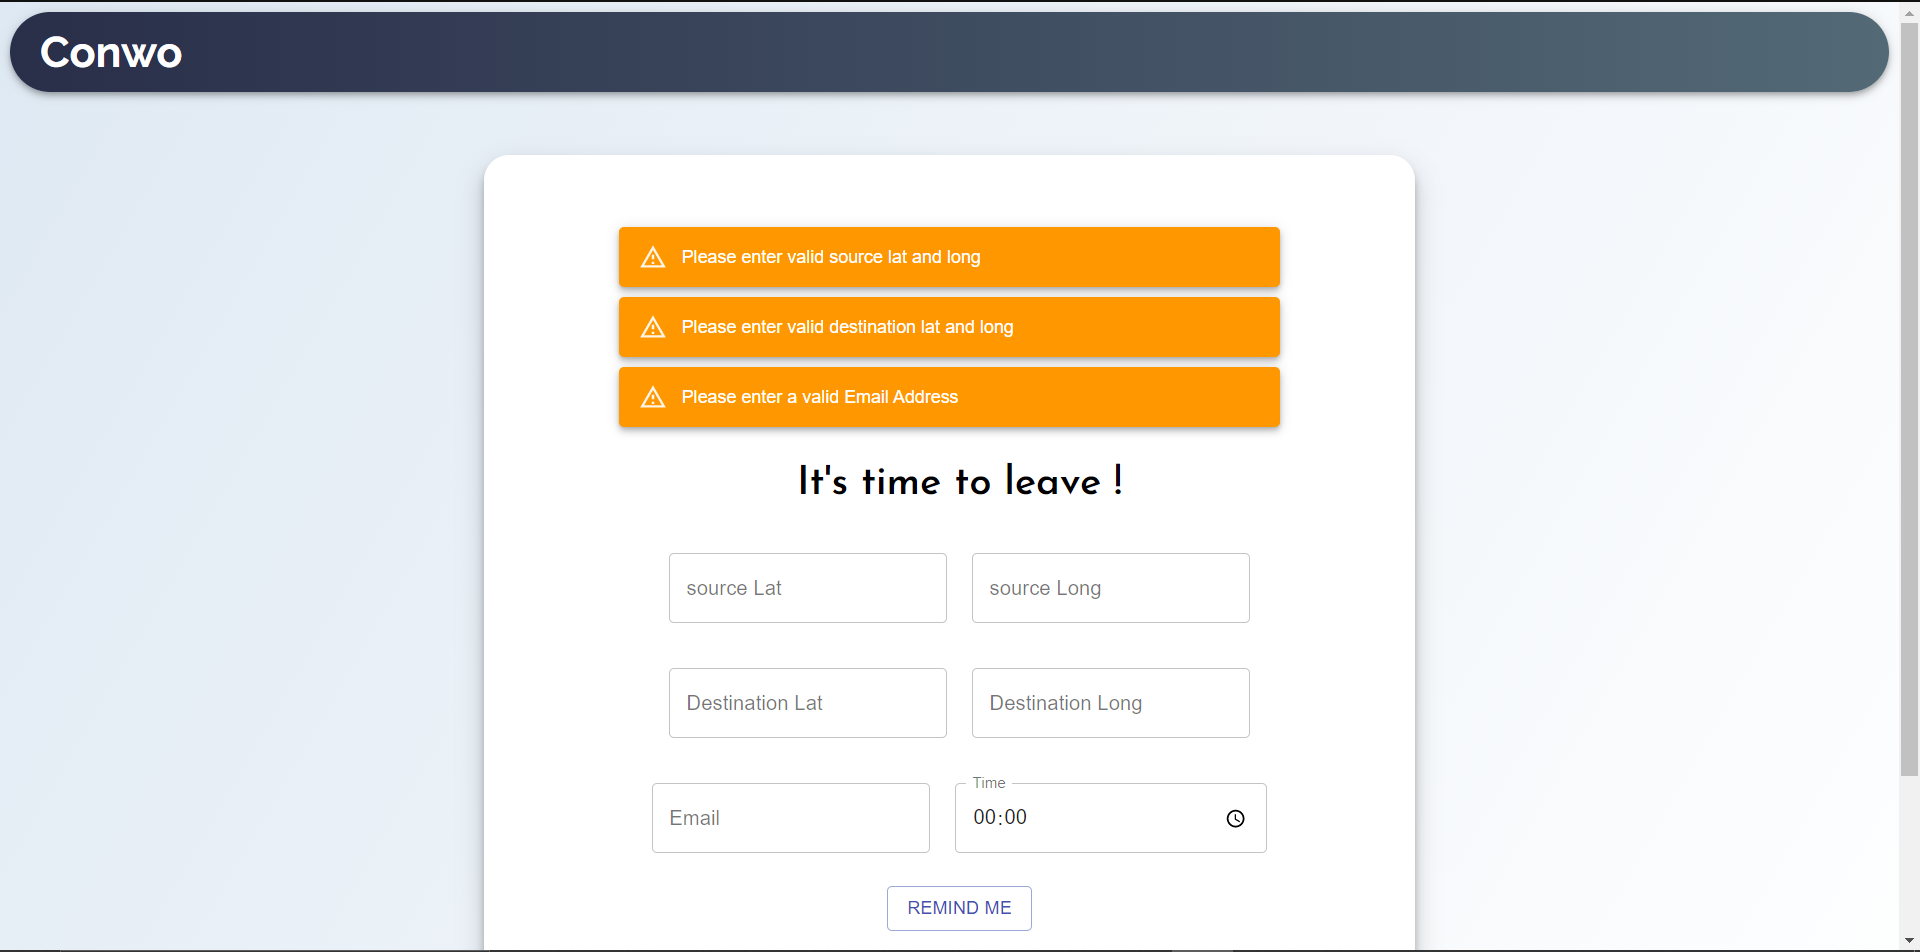 Conwo
Please enter valid source lat and long
Please enter valid destination lat and long
Please enter a valid Email Address
It's time to leave !
source Lat
source Long
Destination Lat
Destination Long
Email
Time
00:00
REMIND ME